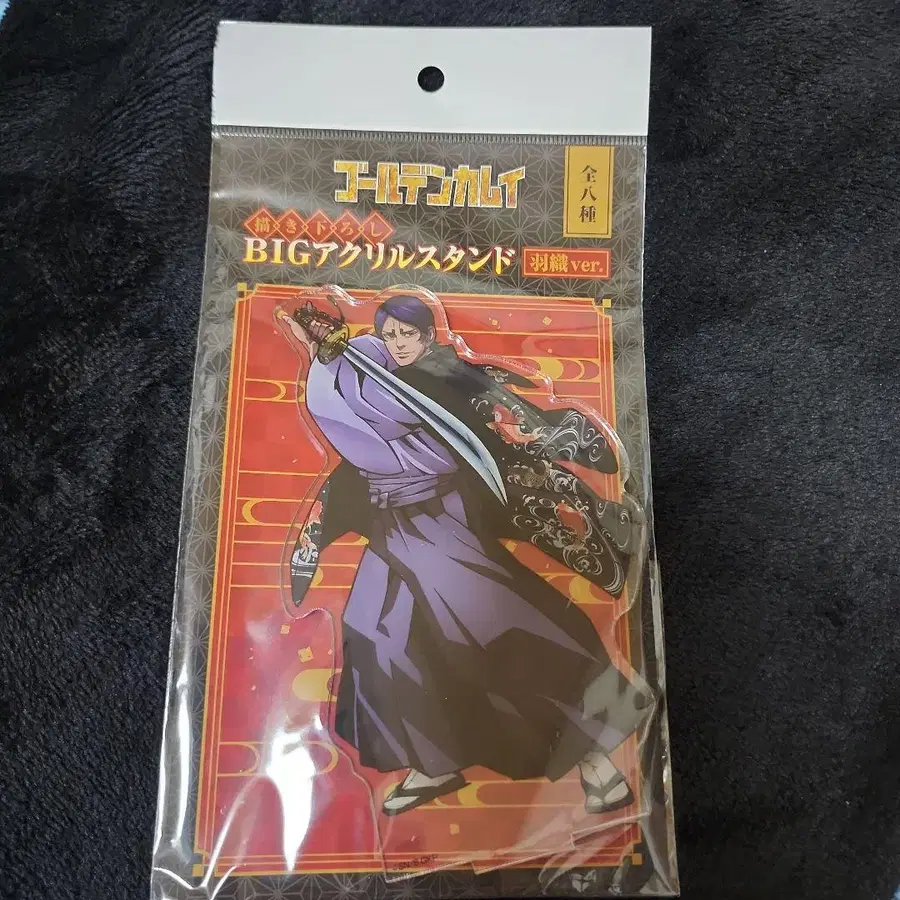 ゴールデンカムイ
全八種
描き下ろし
BIGアクリルスタンド
羽織ver.